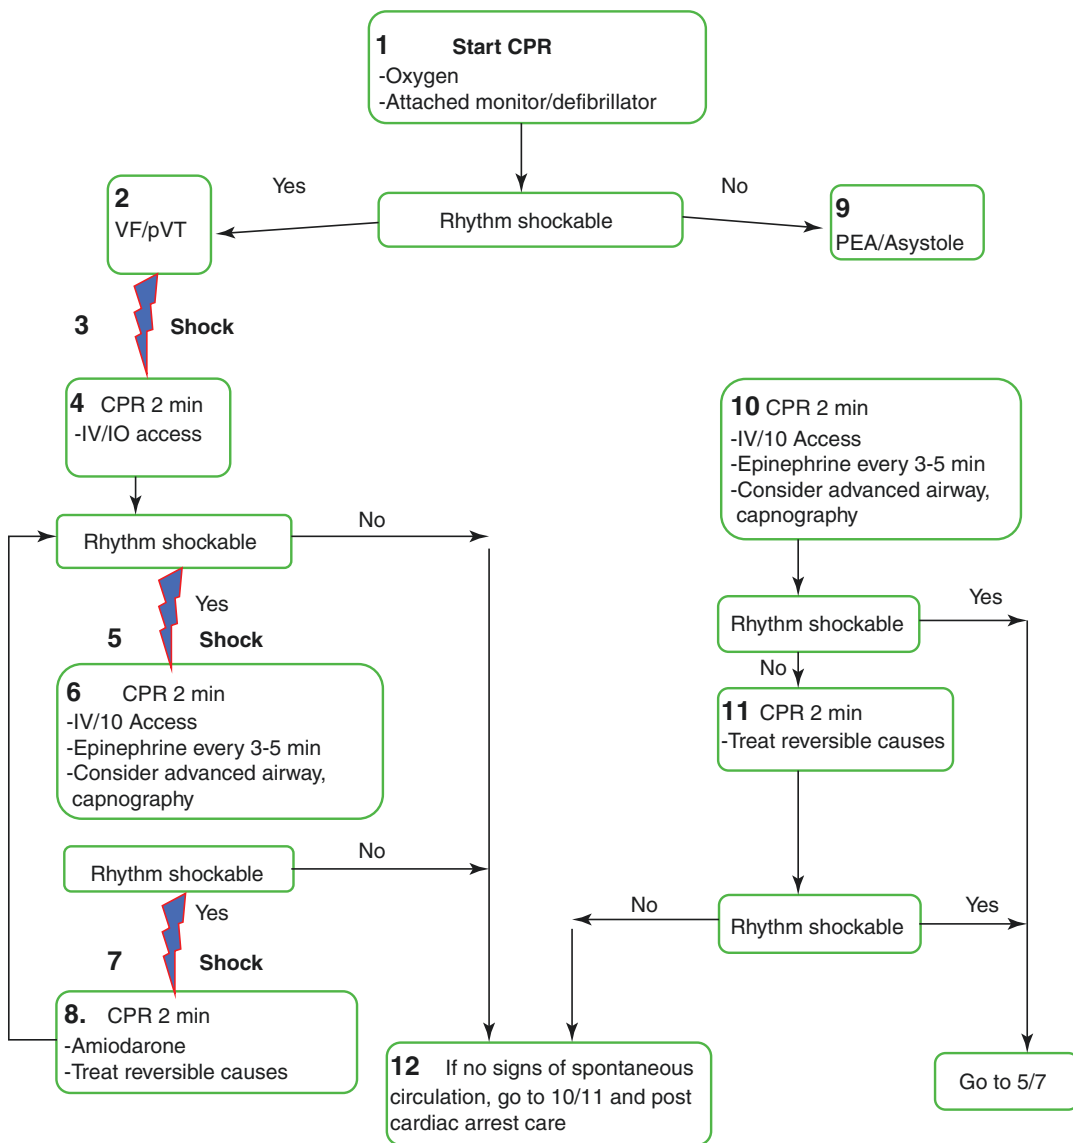 1 Start CPR
-Oxygen
-Attached monitor/defibrillator
Yes
No
2
VF/pVT
Rhythm shockable
9
PEA/Asystole
3 Shock
4 CPR 2 min
-IV/IO access
Rhythm shockable
No
Yes
5 Shock
6 CPR 2 min
-IV/10 Access
-Epinephrine every 3-5 min
-Consider advanced airway,
capnography
Rhythm shockable
No
Yes
7 Shock
8. CPR 2 min
-Amiodarone
-Treat reversible causes
10 CPR 2 min
-IV/10 Access
-Epinephrine every 3-5 min
-Consider advanced airway,
capnography
Rhythm shockable
Yes
No
11 CPR 2 min
-Treat reversible causes
No
Rhythm shockable
Yes
12 If no signs of spontaneous
circulation, go to 10/11 and post
cardiac arrest care
Go to 5/7